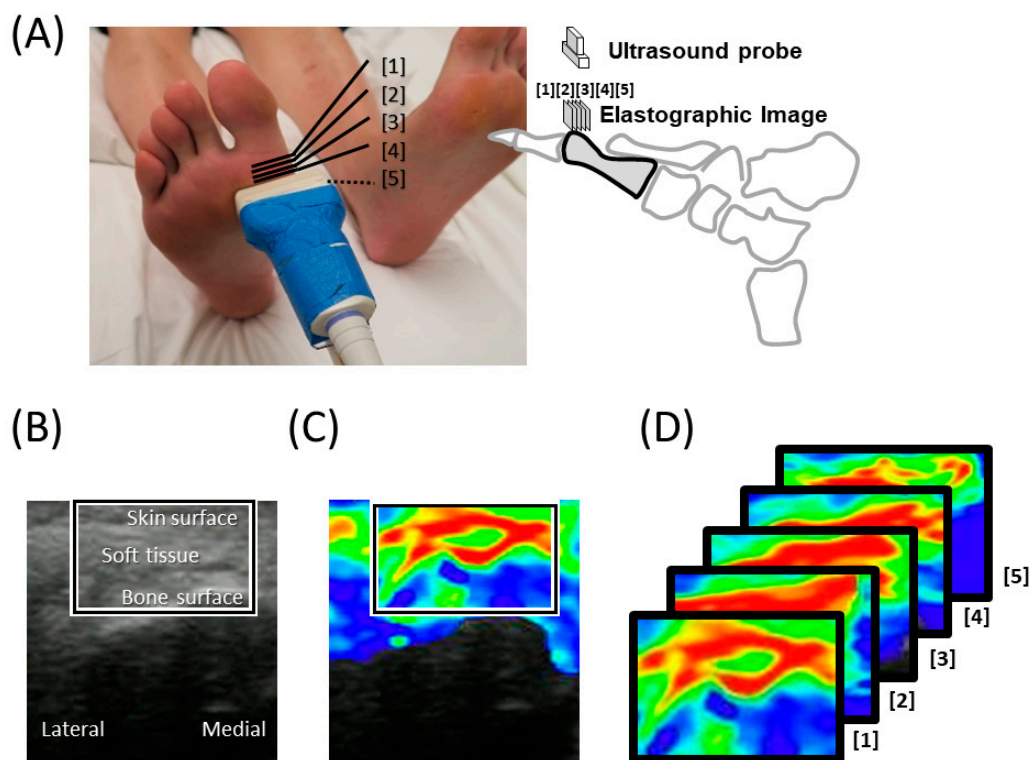 (A)
[1]
[2]
[3]
[4]
[5]
Ultrasound probe
[1][2][3][4][5]
Elastographic Image
(B)
(C)
(D)
Skin surface
Soft tissue
Bone surface
Lateral
Medial
[5]
[4]
[3]
[2]
[1]